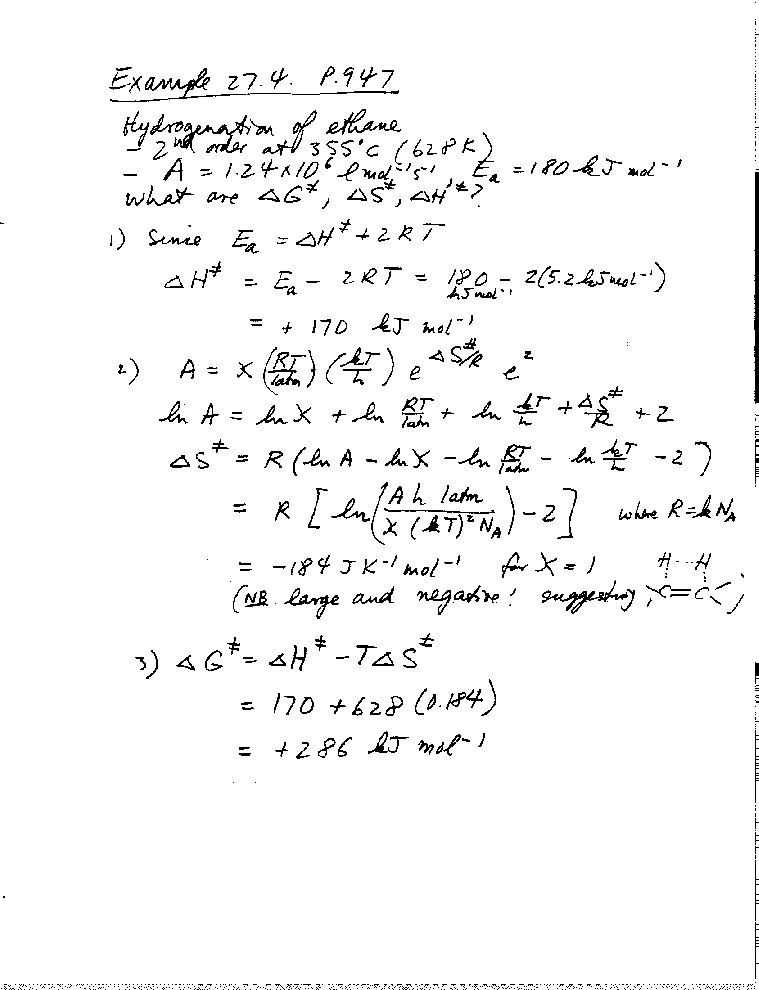 Example 27.4. P.947
Hydrogenation of ethane
- 2nd order at 355°C (628K)
- A = 1.24×10⁶ l mol⁻¹s⁻¹, Ea = 180 kJ mol⁻¹
What are ΔG‡, ΔS‡, ΔH‡?
1) Since Ea = ΔH‡ + 2RT
ΔH‡ = Ea - 2RT = 180 kJ mol⁻¹ - 2(5.2 kJ mol⁻¹)
= + 170 kJ mol⁻¹
2) A = X (RT/1atm) (kT/h) e^(ΔS‡/R) e²
ln A = ln X + ln RT/1atm + ln kT/h + ΔS‡/R + 2
ΔS‡ = R (ln A - ln X - ln RT/1atm - ln kT/h - 2)
= R [ ln (A h 1atm / X (kT)² N_A) - 2 ] where R = k N_A
= -184 J K⁻¹ mol⁻¹ for X = 1 H---H
(NB large and negative! suggesting C=C ;
3) ΔG‡ = ΔH‡ - TΔS‡
= 170 + 628 (0.184)
= +286 kJ mol⁻¹